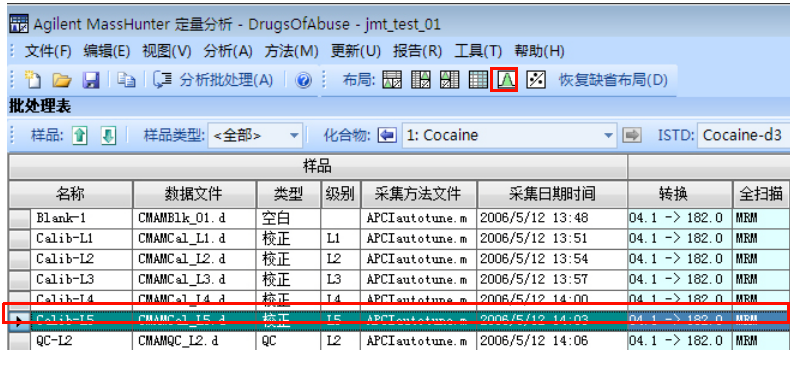 Agilent MassHunter 定量分析 - DrugsOfAbuse - jmt_test_01
文件(F) 编辑(E) 视图(V) 分析(A) 方法(M) 更新(U) 报告(R) 工具(T) 帮助(H)
分析批处理(A) 布局: 恢复缺省布局(D)
批处理表
样品: 样品类型: <全部> 化合物: 1: Cocaine ISTD: Cocaine-d3
样品
名称 数据文件 类型 级别 采集方法文件 采集日期时间 转换 全扫描
Blank-1 CMAMBlk_01.d 空白 APCIautotune.m 2006/5/12 13:48 04.1 -> 182.0 MRM
Calib-L1 CMAMCal_L1.d 校正 L1 APCIautotune.m 2006/5/12 13:51 04.1 -> 182.0 MRM
Calib-L2 CMAMCal_L2.d 校正 L2 APCIautotune.m 2006/5/12 13:54 04.1 -> 182.0 MRM
Calib-L3 CMAMCal_L3.d 校正 L3 APCIautotune.m 2006/5/12 13:57 04.1 -> 182.0 MRM
Calib-L4 CMAMCal_L4.d 校正 L4 APCIautotune.m 2006/5/12 14:00 04.1 -> 182.0 MRM
Calib-L5 CMAMCal_L5.d 校正 L5 APCIautotune.m 2006/5/12 14:03 04.1 -> 182.0 MRM
QC-L2 CMAMQC_L2.d QC L2 APCIautotune.m 2006/5/12 14:06 04.1 -> 182.0 MRM